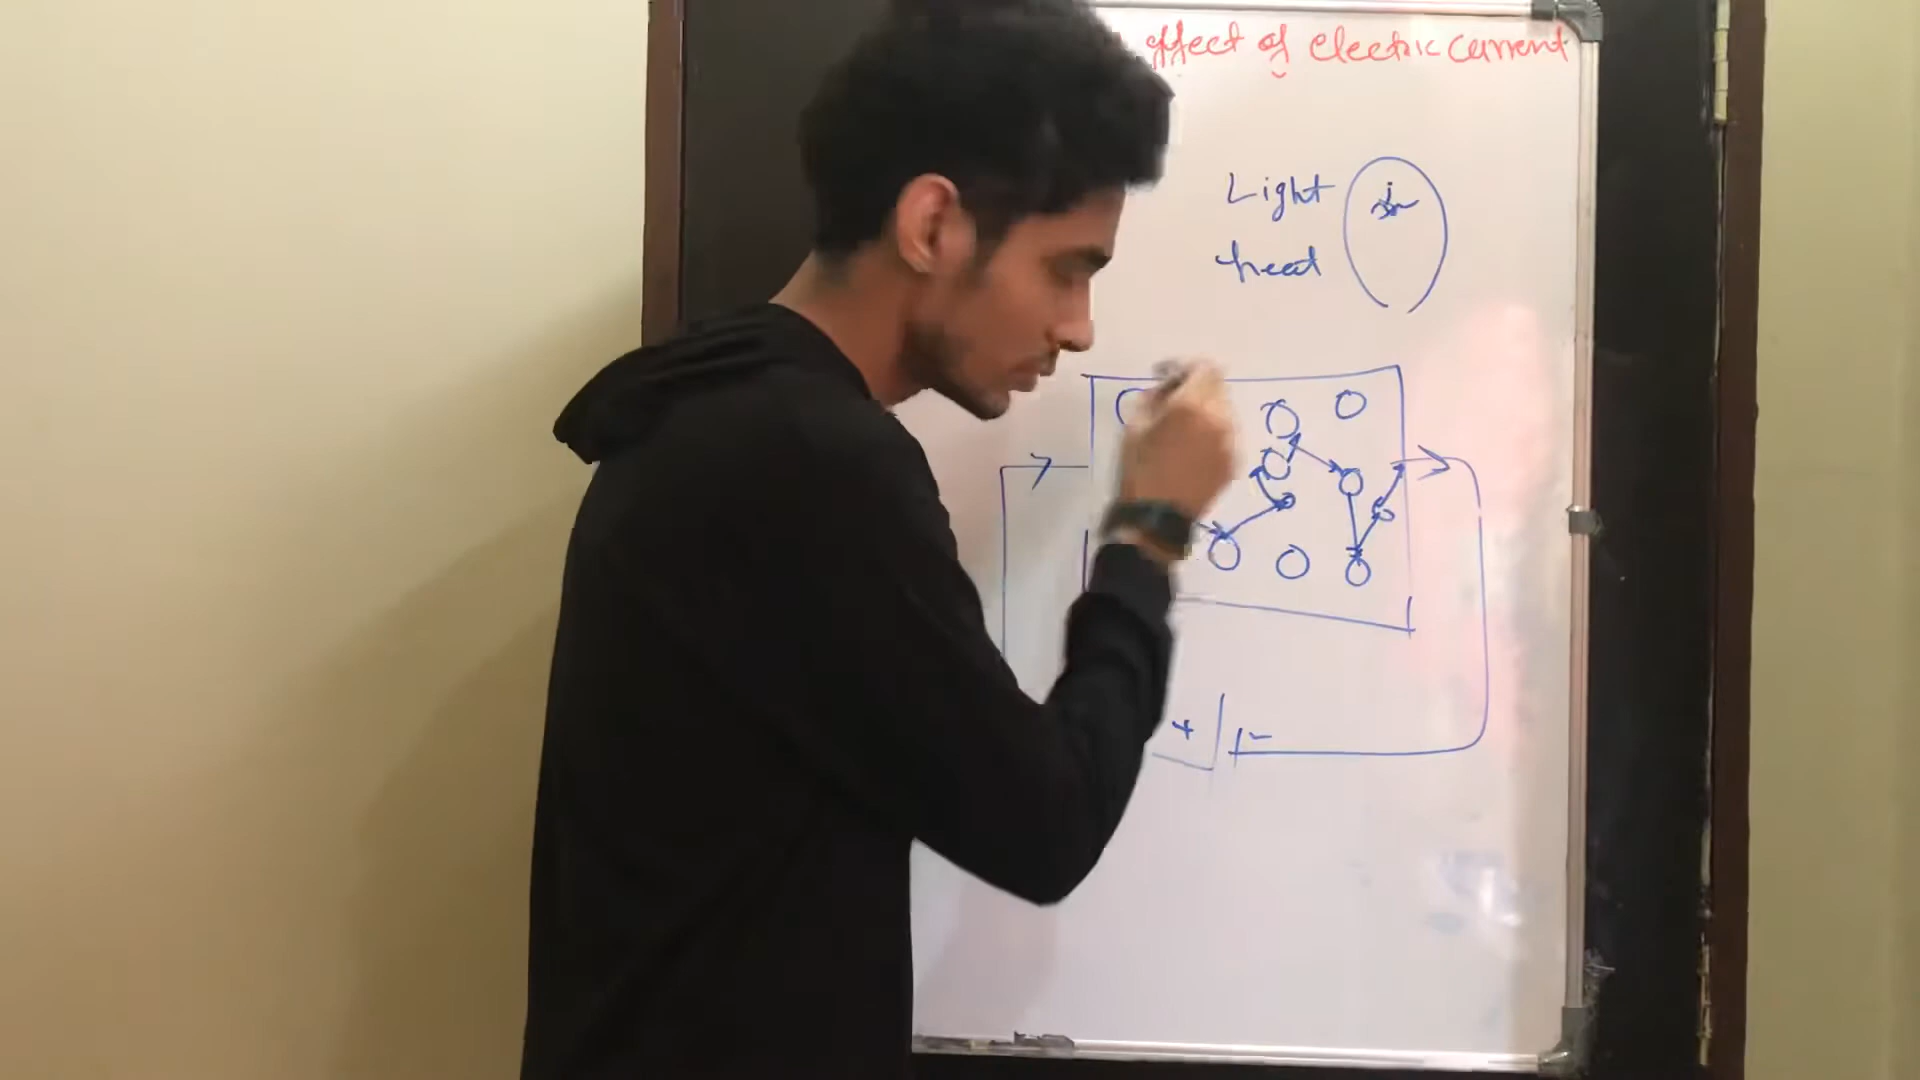 effect of electric current
Light
heat
+ -